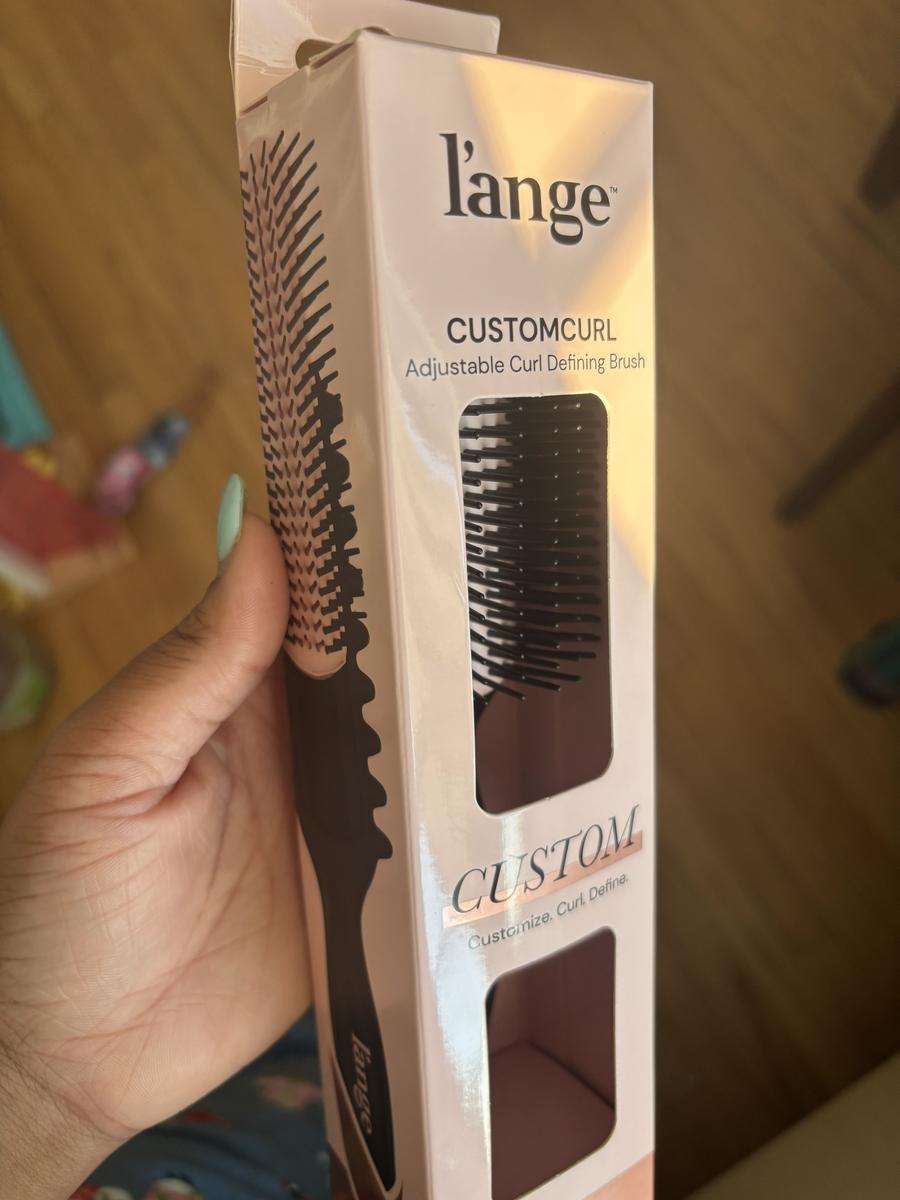 l'ange™
CUSTOMCURL
Adjustable Curl Defining Brush
CUSTOM
Customize. Curl. Define.
l'ange